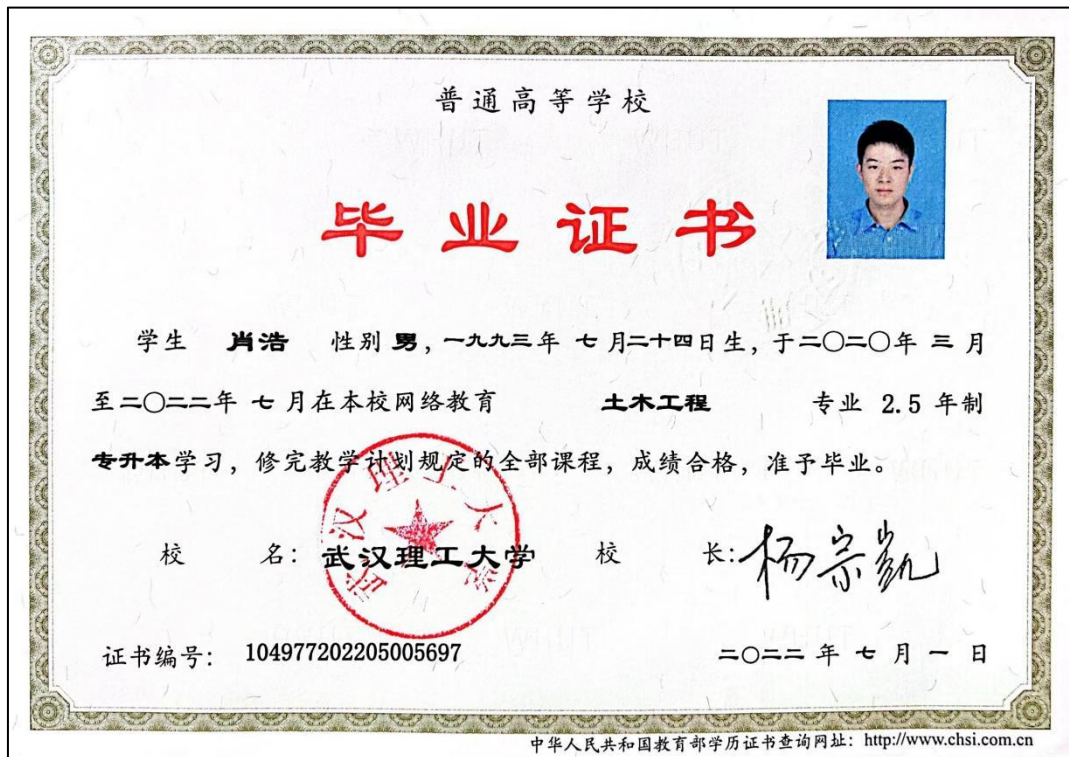 普通高等学校
毕业证书
学生 肖浩 性别 男，一九九三年 七月二十四日生，于二〇二〇年 三月
至二〇二二年 七月在本校网络教育 土木工程 专业 2.5 年制
专升本学习，修完教学计划规定的全部课程，成绩合格，准予毕业。
校 名：武汉理工大学 校 长：杨宗凯
武汉理工大学
证书编号：104977202205005697 二〇二二 年 七 月 一 日
中华人民共和国教育部学历证书查询网址：http://www.chsi.com.cn